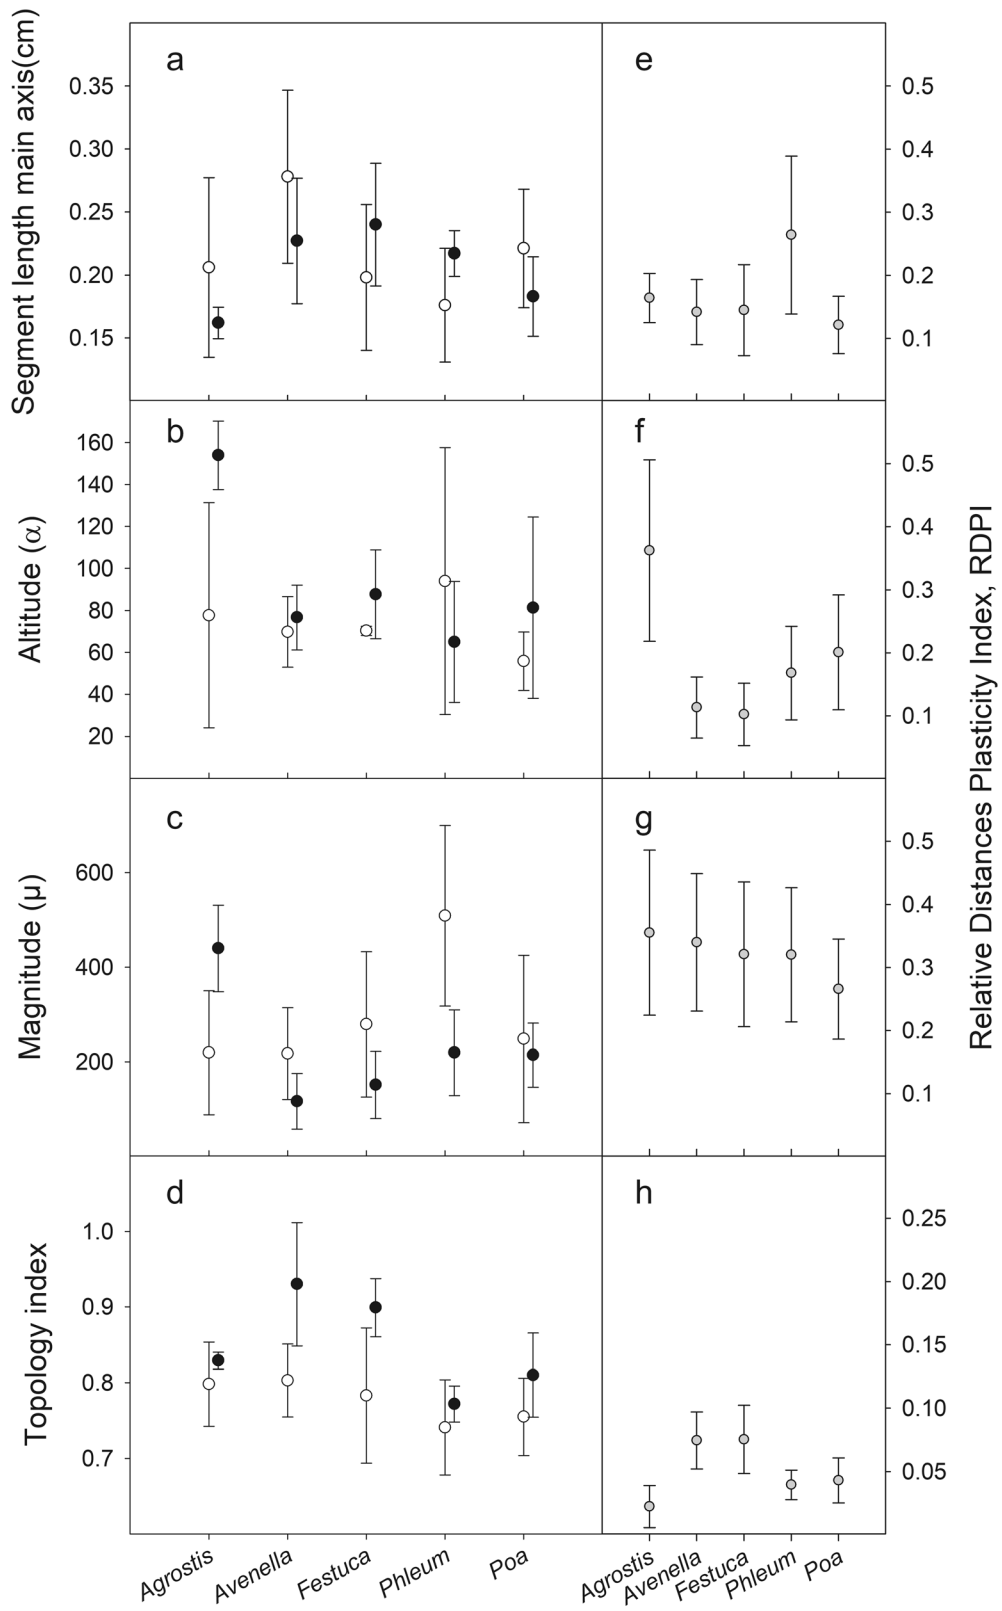 Segment length main axis(cm)
a
0.35
0.30
0.25
0.20
0.15
e
0.5
0.4
0.3
0.2
0.1
Altitude (α)
b
160
140
120
100
80
60
40
20
f
0.5
0.4
0.3
0.2
0.1
Relative Distances Plasticity Index, RDPI
Magnitude (μ)
c
600
400
200
g
0.5
0.4
0.3
0.2
0.1
Topology index
d
1.0
0.9
0.8
0.7
h
0.25
0.20
0.15
0.10
0.05
Agrostis
Avenella
Festuca
Phleum
Poa
Agrostis
Avenella
Festuca
Phleum
Poa